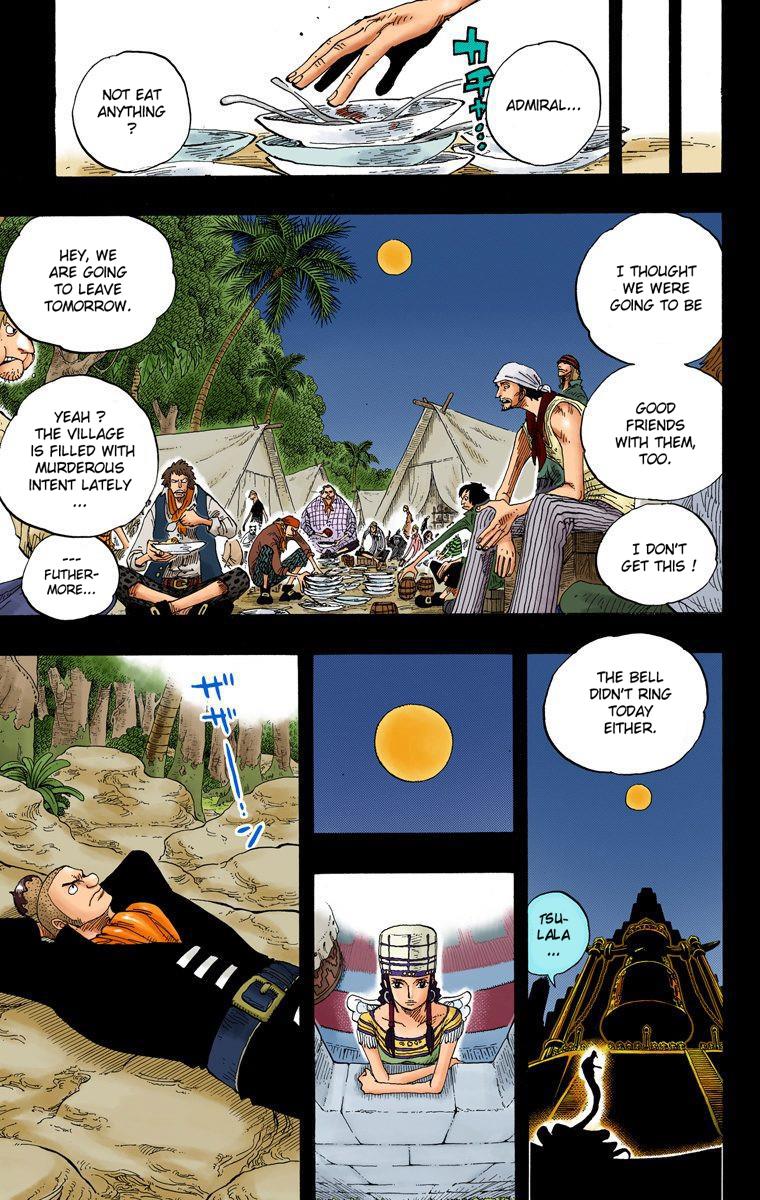 ADMIRAL...
カチャ...
NOT EAT
ANYTHING
?
I THOUGHT
WE WERE
GOING TO BE
GOOD
FRIENDS
WITH THEM,
TOO.
I DON'T
GET THIS !
HEY, WE
ARE GOING
TO LEAVE
TOMORROW.
YEAH ?
THE VILLAGE
IS FILLED WITH
MURDEROUS
INTENT LATELY
...
---
FUTHER-
MORE...
THE BELL
DIDN'T RING
TODAY
EITHER.
TSU-
LALA
...
ザザー...ン